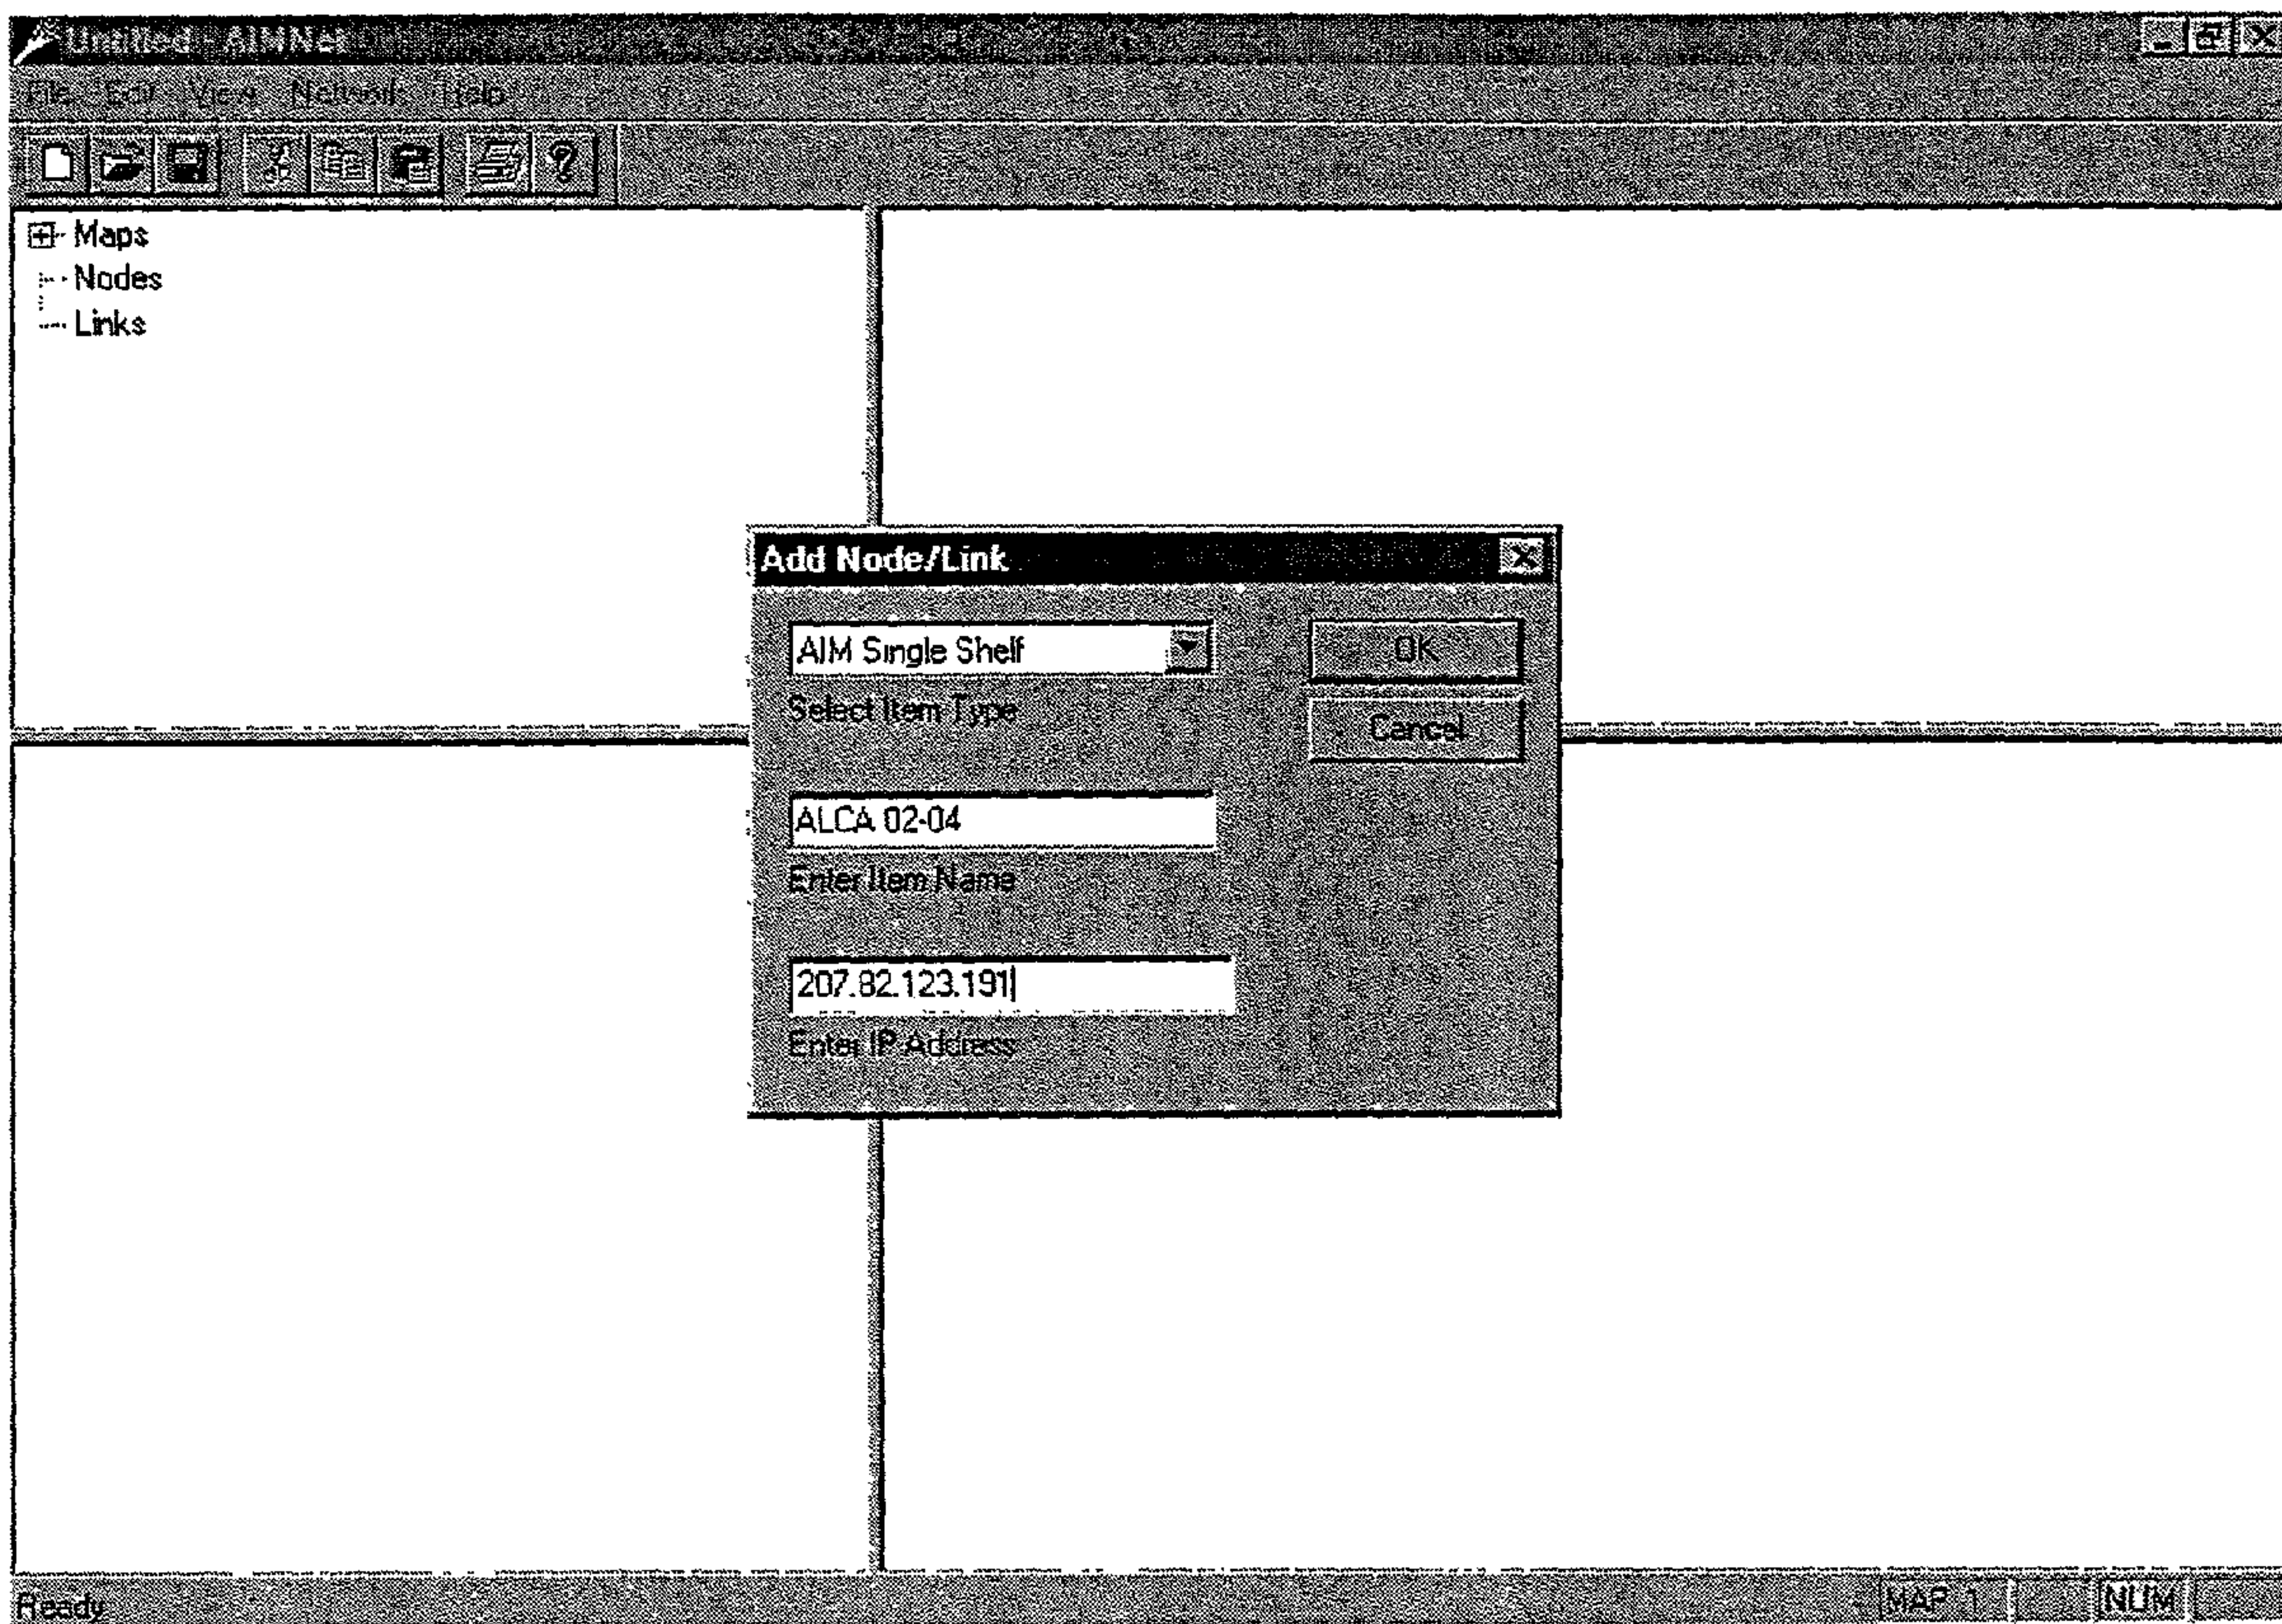 Untitled - AIMNet
File Edit View Network Help
Maps
Nodes
Links
Add Node/Link
AIM Single Shelf
OK
Select Item Type
Cancel
ALCA 02-04
Enter Item Name
207.82.123.191
Enter IP Address
Ready
MAP 1
NUM